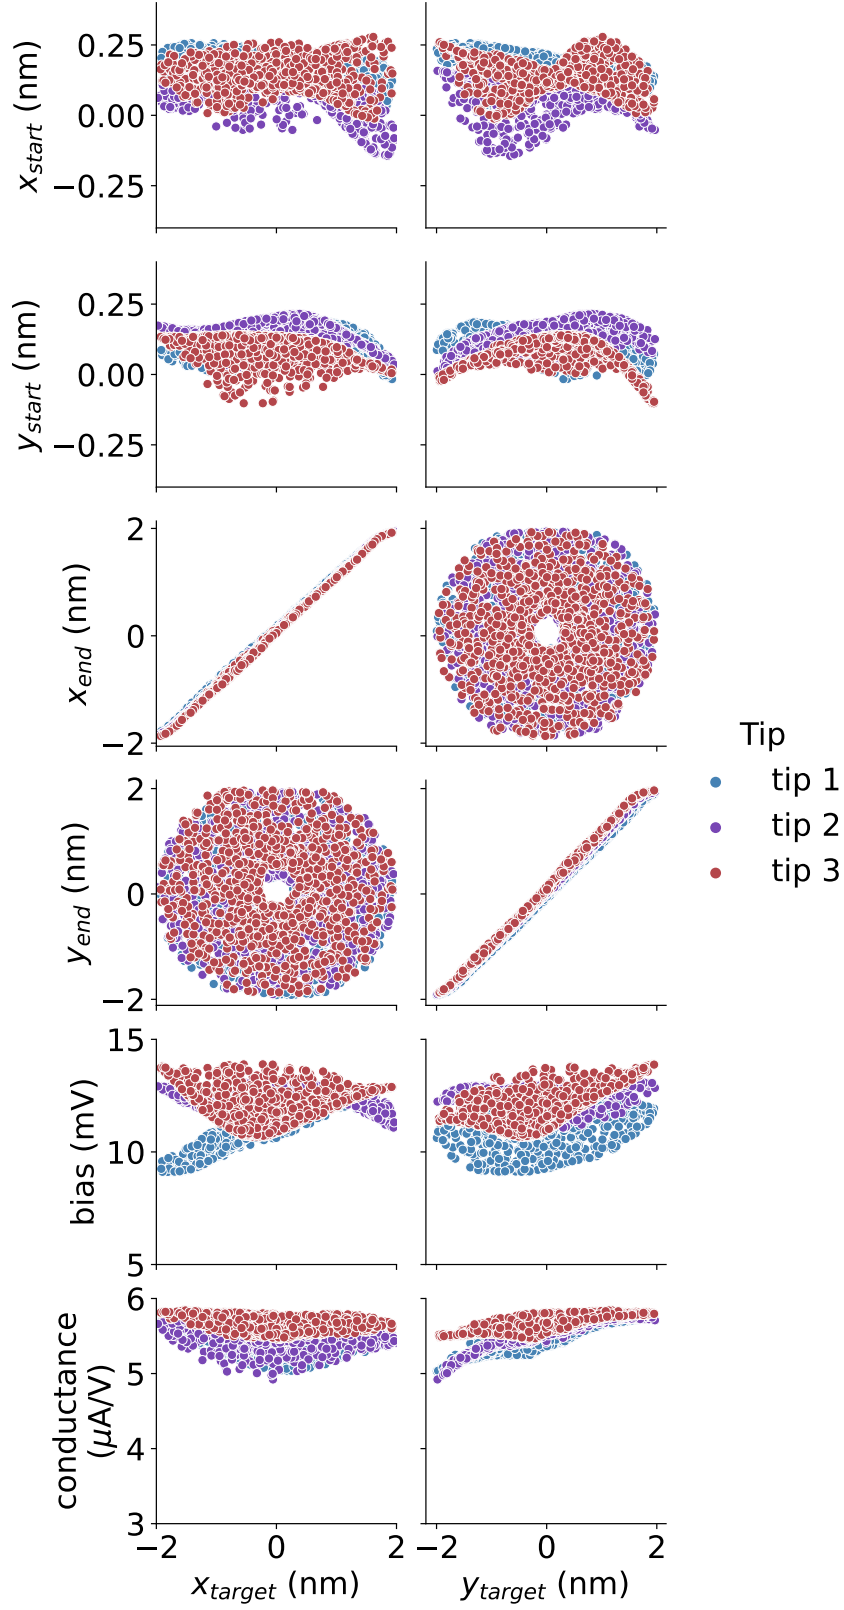 0.25
0.00
−0.25
x_start (nm)
0.25
0.00
−0.25
y_start (nm)
2
0
−2
x_end (nm)
2
0
−2
y_end (nm)
Tip
tip 1
tip 2
tip 3
15
10
5
bias (mV)
6
5
4
3
conductance
(μA/V)
−2 0 2 −2 0 2
x_target (nm) y_target (nm)